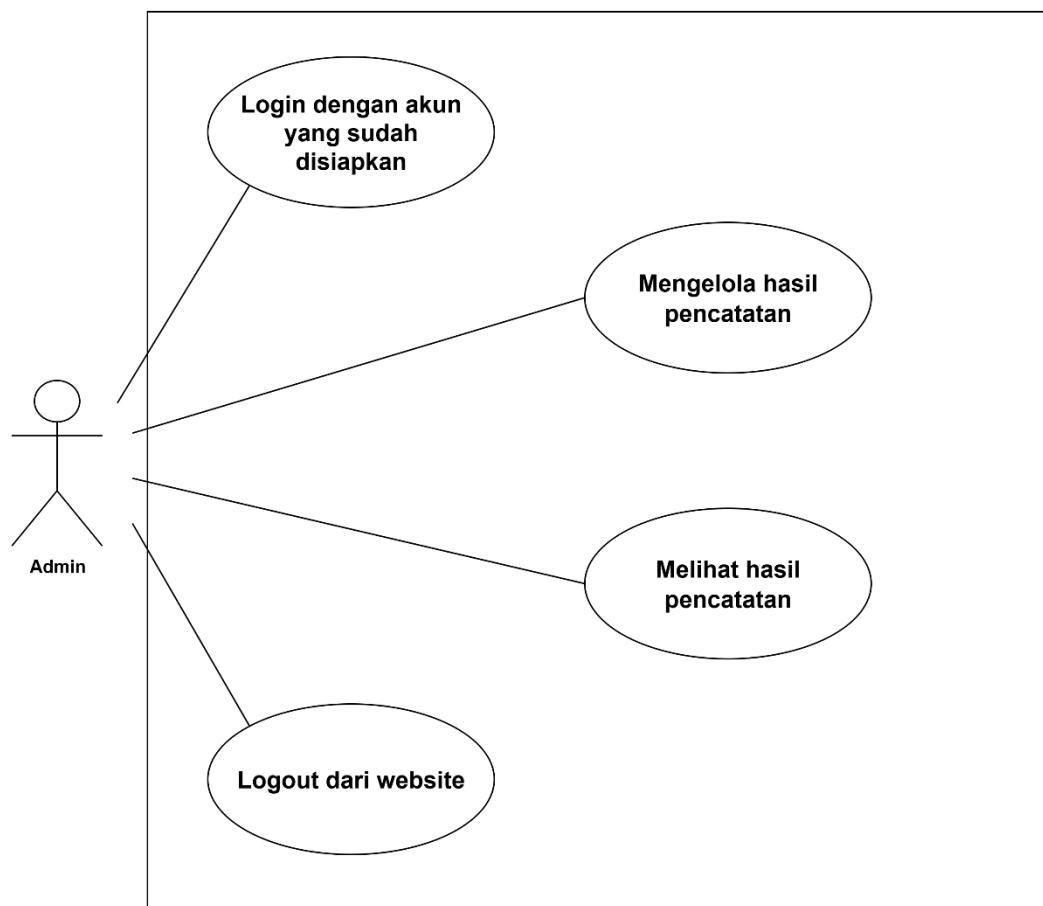 Login dengan akun
yang sudah
disiapkan
Mengelola hasil
pencatatan
Admin
Melihat hasil
pencatatan
Logout dari website